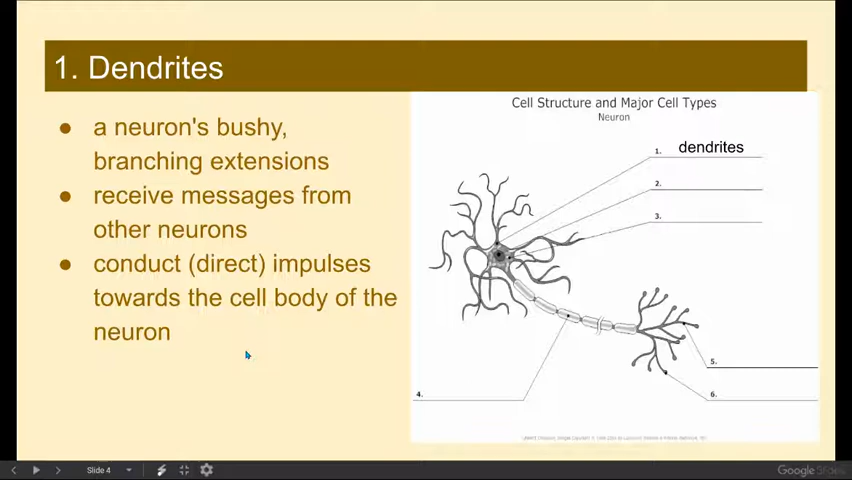 1. Dendrites
● a neuron's bushy,
branching extensions
● receive messages from
other neurons
● conduct (direct) impulses
towards the cell body of the
neuron
Cell Structure and Major Cell Types
Neuron
1. dendrites
2.
3.
4.
5.
6.
Slide 4
Google Slides